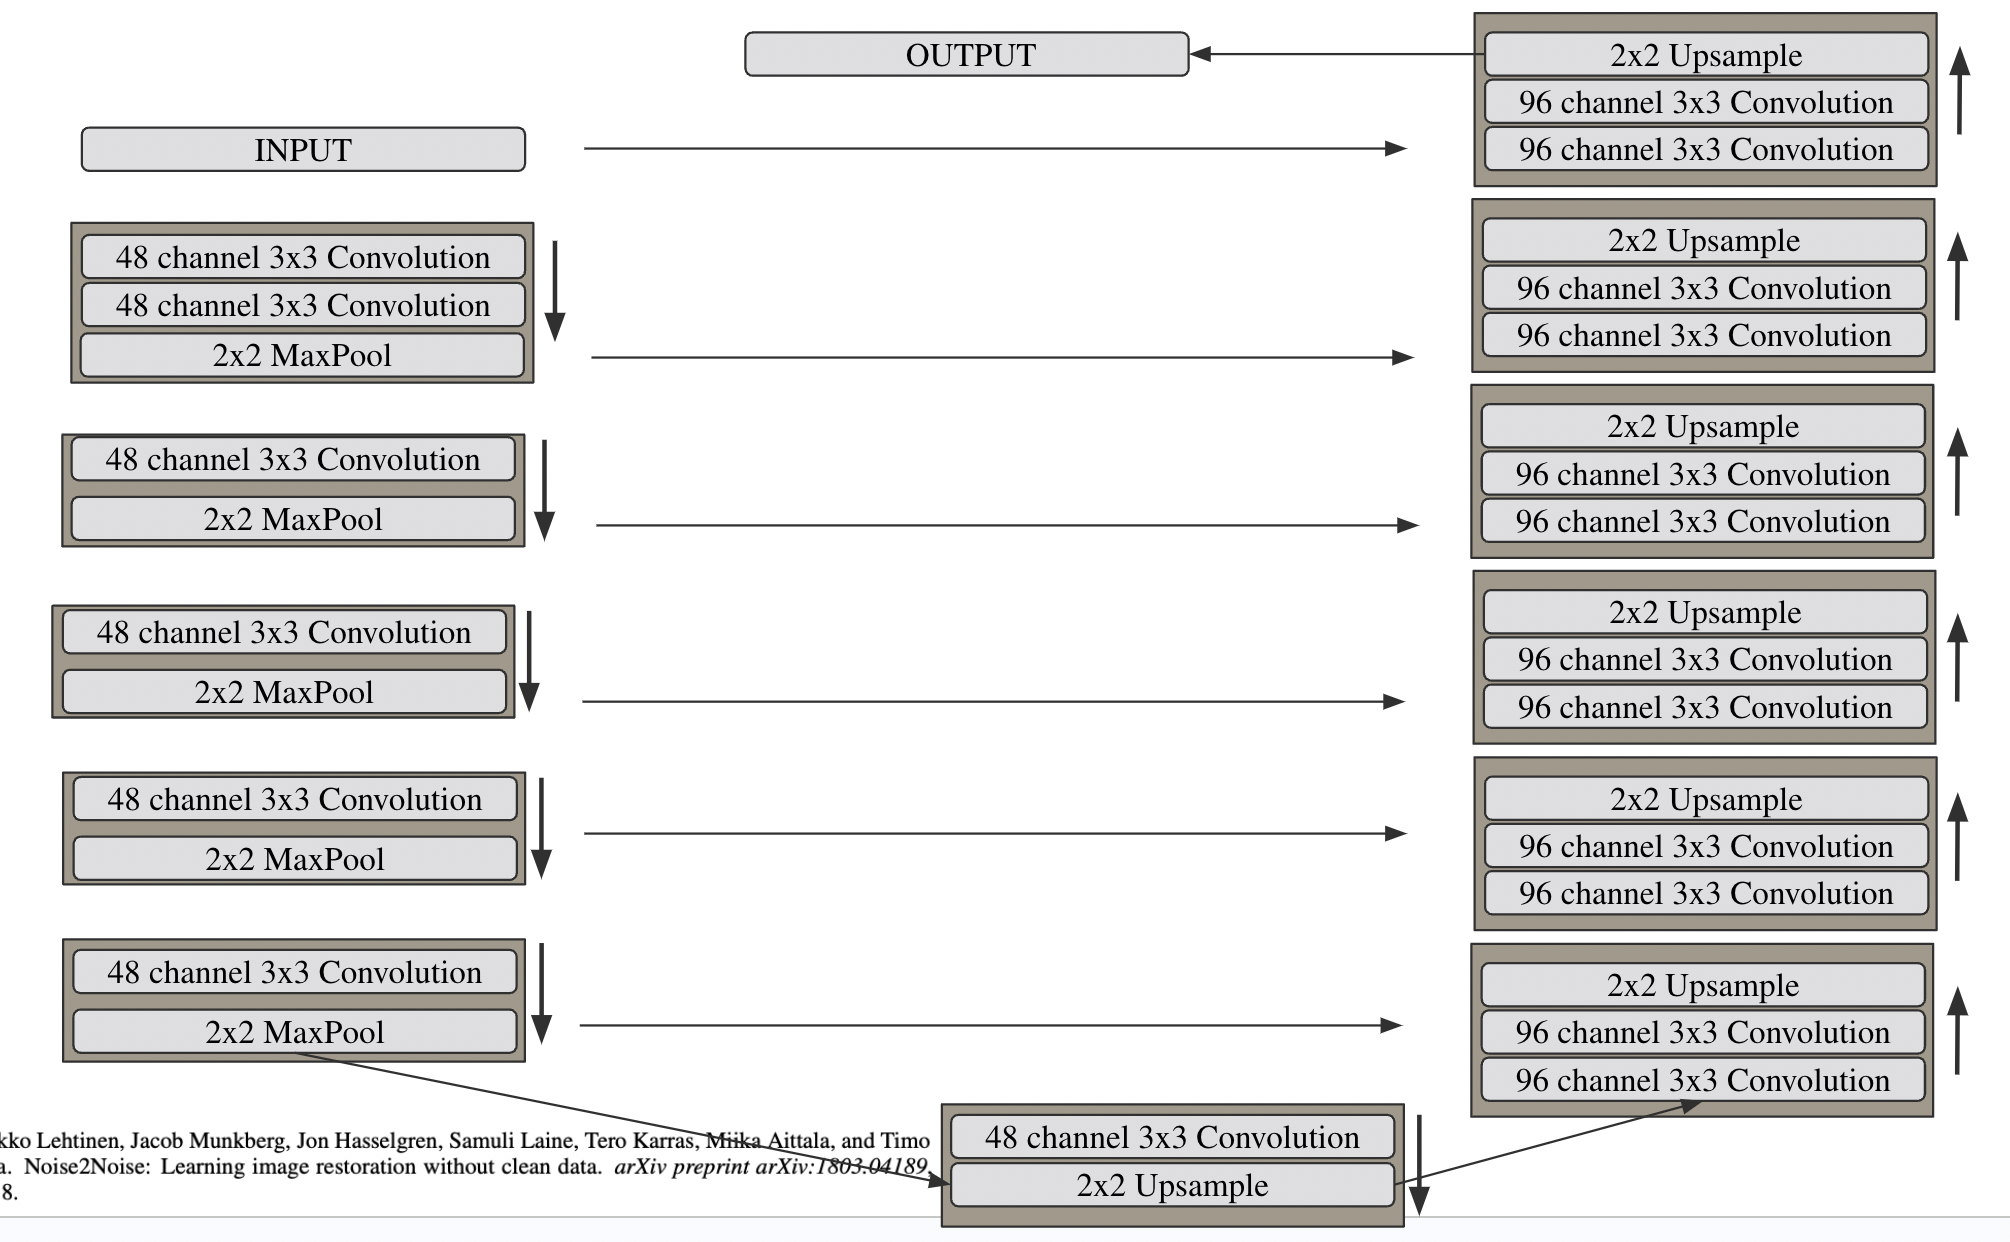 OUTPUT
INPUT
48 channel 3x3 Convolution
48 channel 3x3 Convolution
2x2 MaxPool
48 channel 3x3 Convolution
2x2 MaxPool
48 channel 3x3 Convolution
2x2 MaxPool
48 channel 3x3 Convolution
2x2 MaxPool
48 channel 3x3 Convolution
2x2 MaxPool
48 channel 3x3 Convolution
2x2 Upsample
2x2 Upsample
96 channel 3x3 Convolution
96 channel 3x3 Convolution
2x2 Upsample
96 channel 3x3 Convolution
96 channel 3x3 Convolution
2x2 Upsample
96 channel 3x3 Convolution
96 channel 3x3 Convolution
2x2 Upsample
96 channel 3x3 Convolution
96 channel 3x3 Convolution
2x2 Upsample
96 channel 3x3 Convolution
96 channel 3x3 Convolution
2x2 Upsample
96 channel 3x3 Convolution
96 channel 3x3 Convolution
kko Lehtinen, Jacob Munkberg, Jon Hasselgren, Samuli Laine, Tero Karras, Miika Aittala, and Timo
a. Noise2Noise: Learning image restoration without clean data. arXiv preprint arXiv:1803.04189,
8.